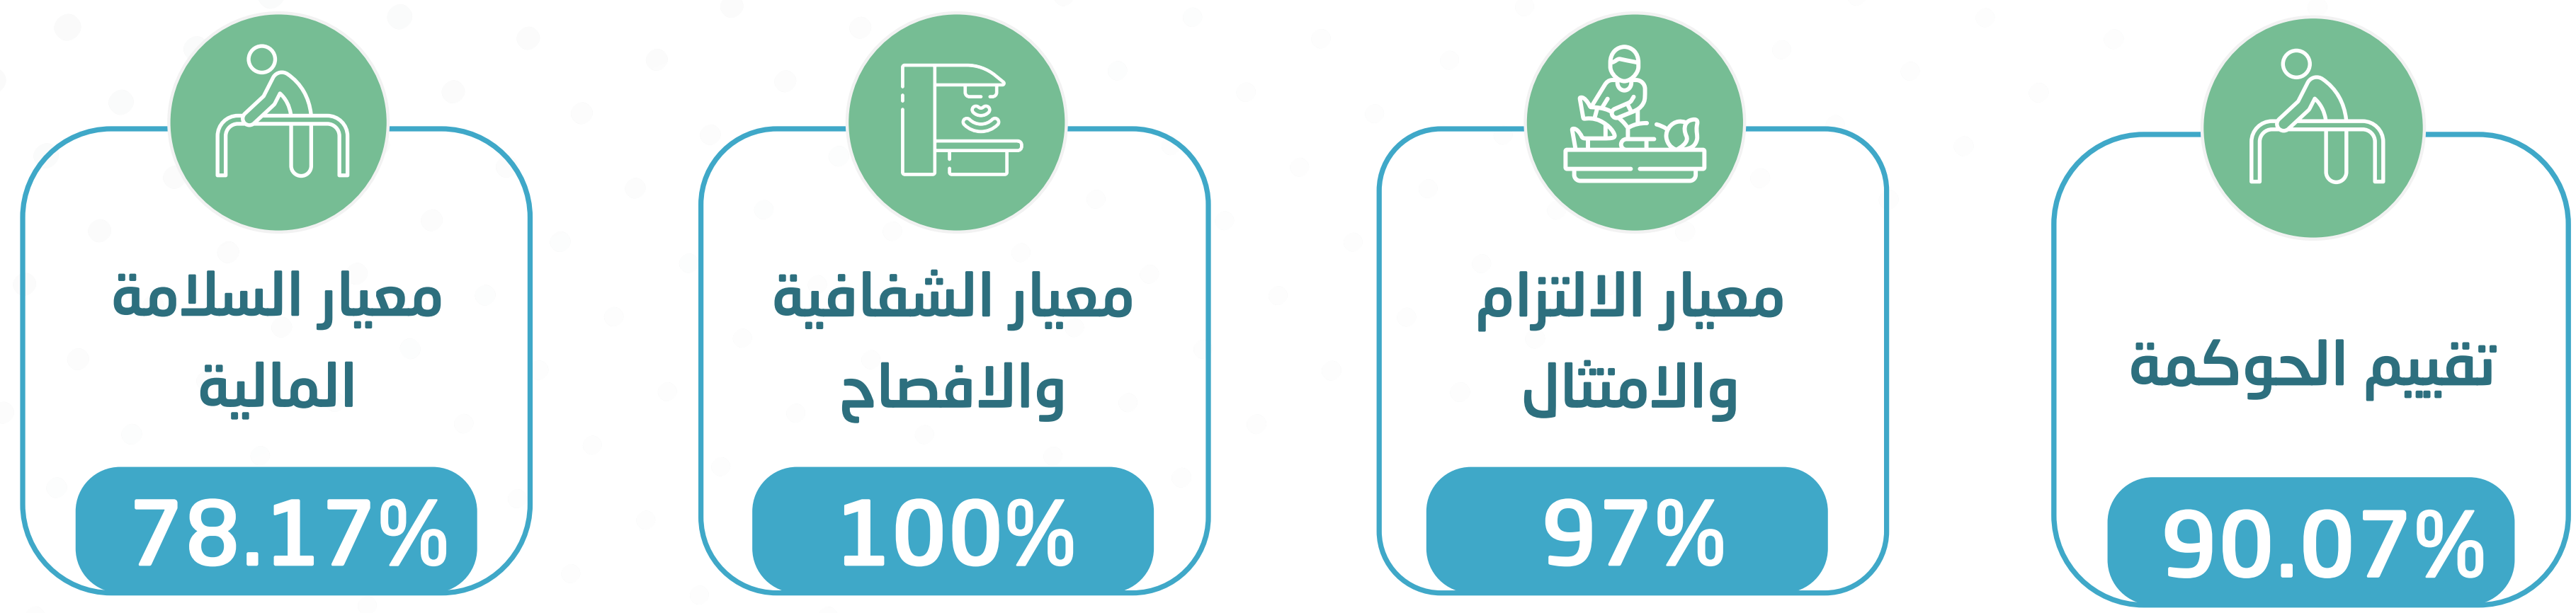 تقييم الحوكمة
90.07%
معيار الالتزام
والامتثال
97%
معيار الشفافية
والافصاح
100%
معيار السلامة
المالية
78.17%